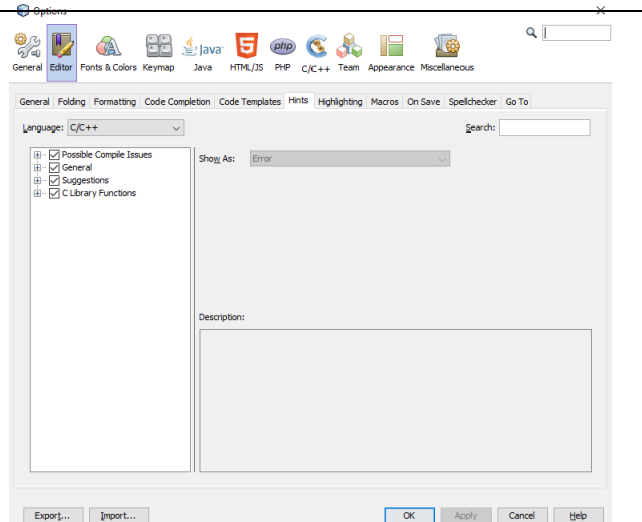 Options
General Editor Fonts & Colors Keymap Java HTML/JS PHP C/C++ Team Appearance Miscellaneous
General Folding Formatting Code Completion Code Templates Hints Highlighting Macros On Save Spellchecker Go To
Language: C/C++ Search:
Possible Compile Issues
General
Suggestions
C Library Functions
Show As: Error
Description:
Export... Import... OK Apply Cancel Help